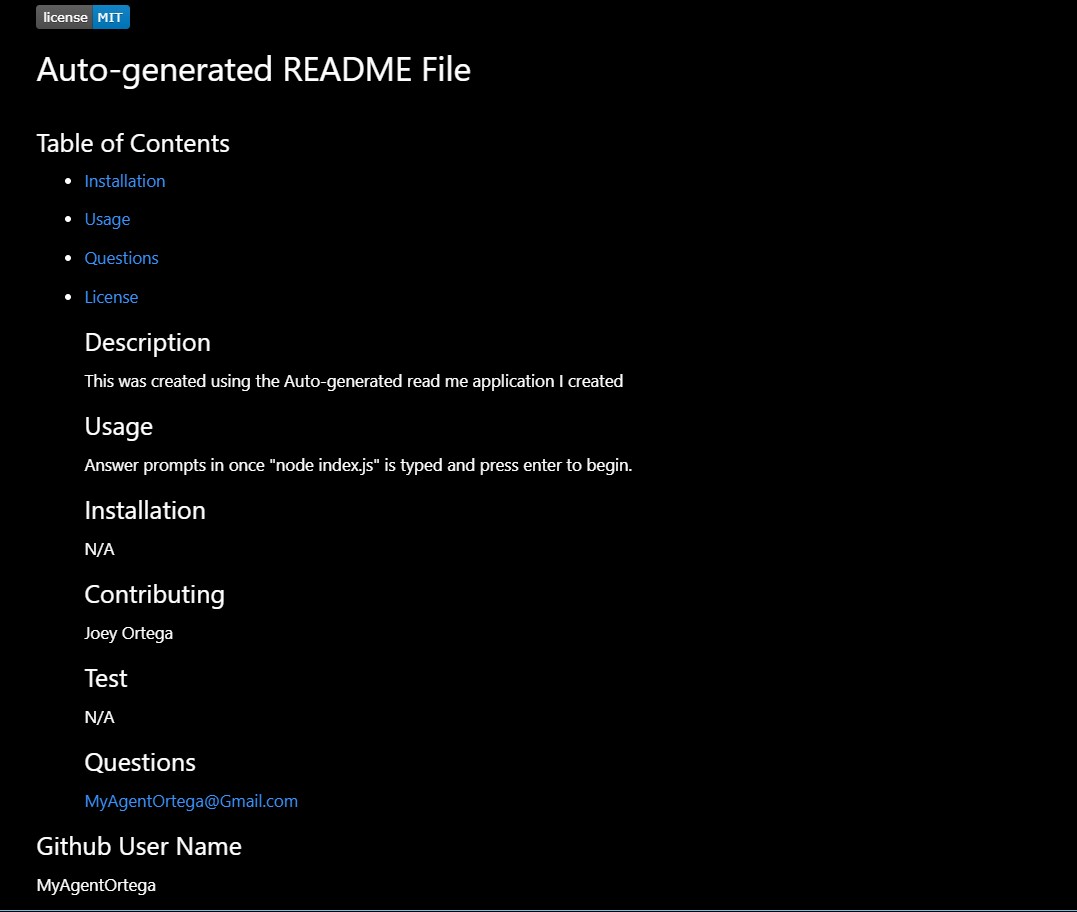 license MIT
Auto-generated README File
Table of Contents
Installation
Usage
Questions
License
Description
This was created using the Auto-generated read me application I created
Usage
Answer prompts in once "node index.js" is typed and press enter to begin.
Installation
N/A
Contributing
Joey Ortega
Test
N/A
Questions
MyAgentOrtega@Gmail.com
Github User Name
MyAgentOrtega